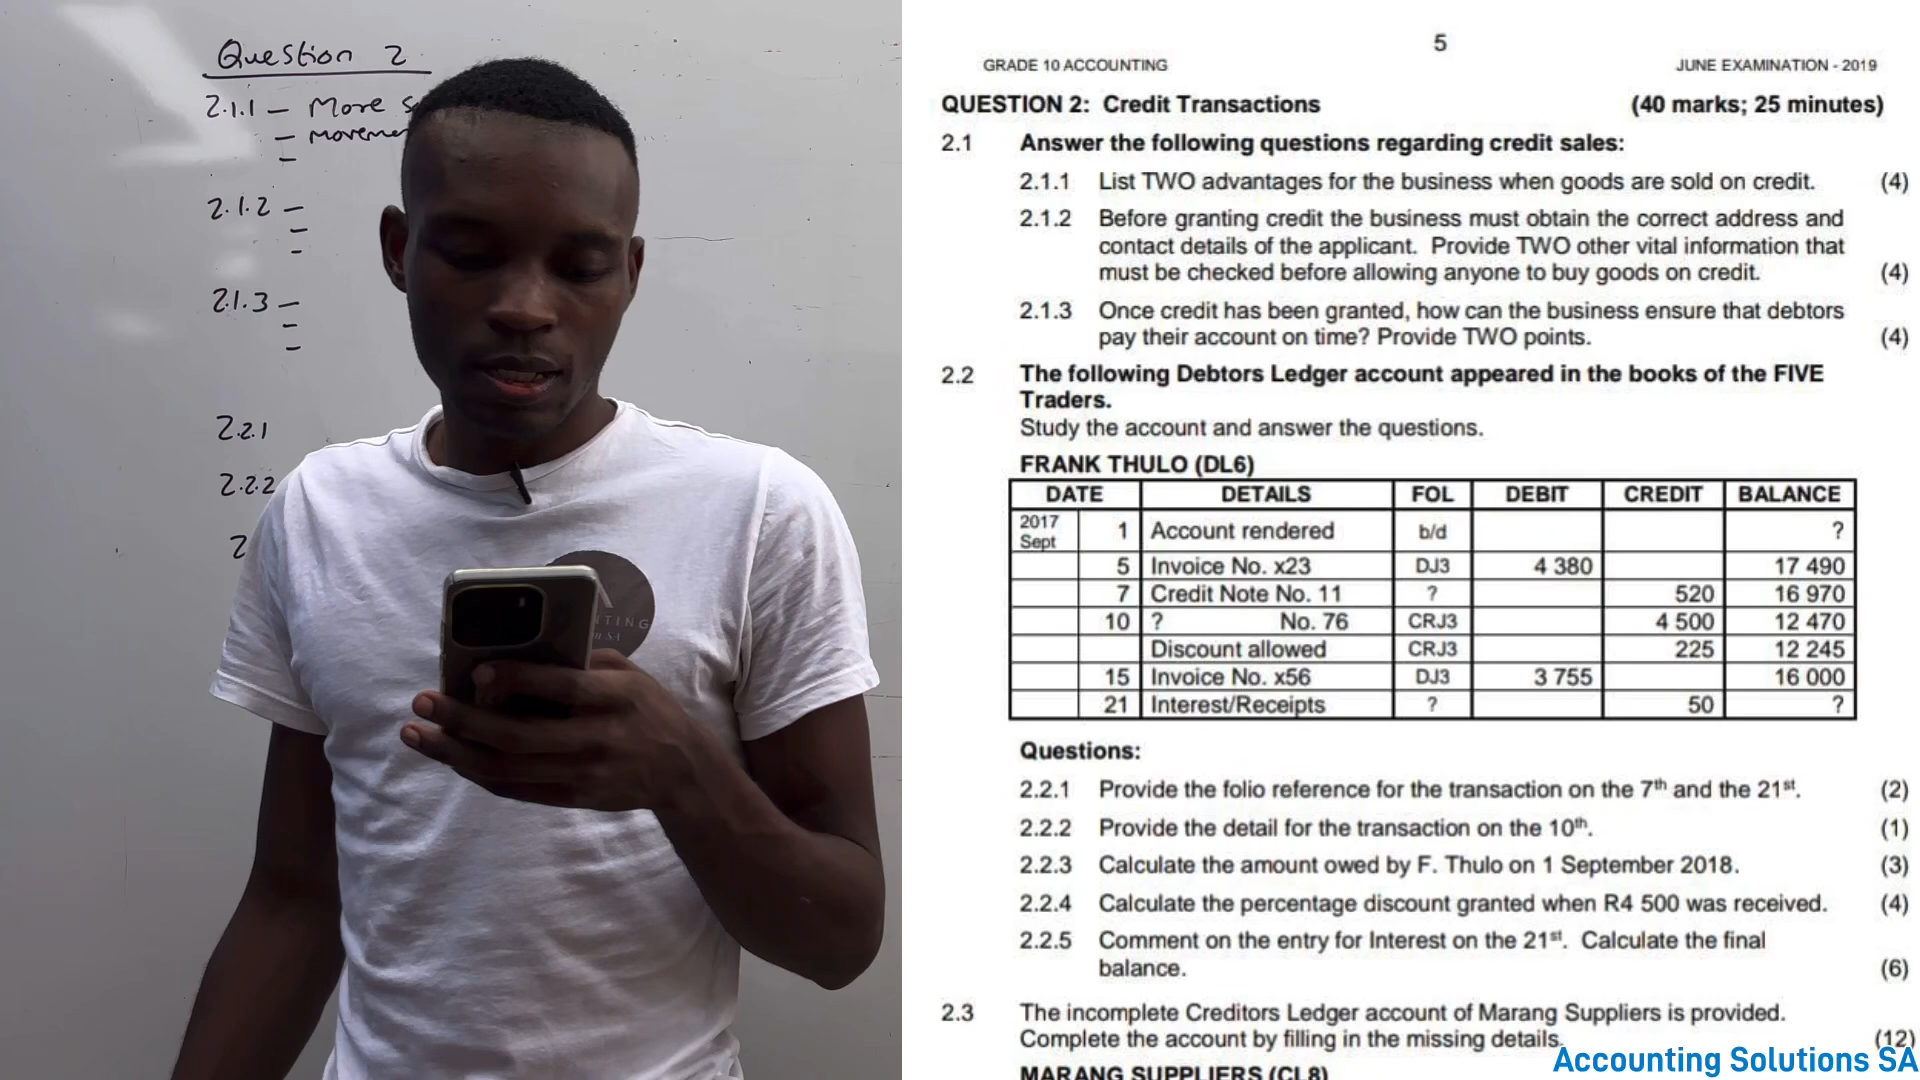 Question 2
2.1.1 – More
– movemen
–
2.1.2 –
–
–
2.1.3 –
–
–
2.2.1
2.2.2
2
NTING
n SA
5
GRADE 10 ACCOUNTING JUNE EXAMINATION - 2019
QUESTION 2: Credit Transactions (40 marks; 25 minutes)
2.1 Answer the following questions regarding credit sales:
2.1.1 List TWO advantages for the business when goods are sold on credit. (4)
2.1.2 Before granting credit the business must obtain the correct address and
contact details of the applicant. Provide TWO other vital information that
must be checked before allowing anyone to buy goods on credit. (4)
2.1.3 Once credit has been granted, how can the business ensure that debtors
pay their account on time? Provide TWO points. (4)
2.2 The following Debtors Ledger account appeared in the books of the FIVE
Traders.
Study the account and answer the questions.
FRANK THULO (DL6)
DATE DETAILS FOL DEBIT CREDIT BALANCE
2017
Sept 1 Account rendered b/d ?
5 Invoice No. x23 DJ3 4 380 17 490
7 Credit Note No. 11 ? 520 16 970
10 ? No. 76 CRJ3 4 500 12 470
Discount allowed CRJ3 225 12 245
15 Invoice No. x56 DJ3 3 755 16 000
21 Interest/Receipts ? 50 ?
Questions:
2.2.1 Provide the folio reference for the transaction on the 7th and the 21st. (2)
2.2.2 Provide the detail for the transaction on the 10th. (1)
2.2.3 Calculate the amount owed by F. Thulo on 1 September 2018. (3)
2.2.4 Calculate the percentage discount granted when R4 500 was received. (4)
2.2.5 Comment on the entry for Interest on the 21st. Calculate the final
balance. (6)
2.3 The incomplete Creditors Ledger account of Marang Suppliers is provided.
Complete the account by filling in the missing details. (12)
MARANG SUPPLIERS (CL8)
Accounting Solutions SA